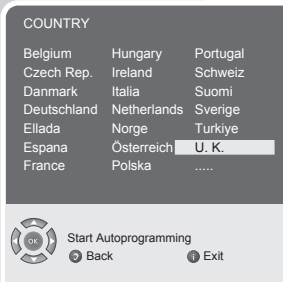 COUNTRY
Belgium Hungary Portugal
Czech Rep. Ireland Schweiz
Danmark Italia Suomi
Deutschland Netherlands Sverige
Ellada Norge Turkiye
Espana Österreich U. K.
France Polska .....
OK Start Autoprogramming
Back i Exit